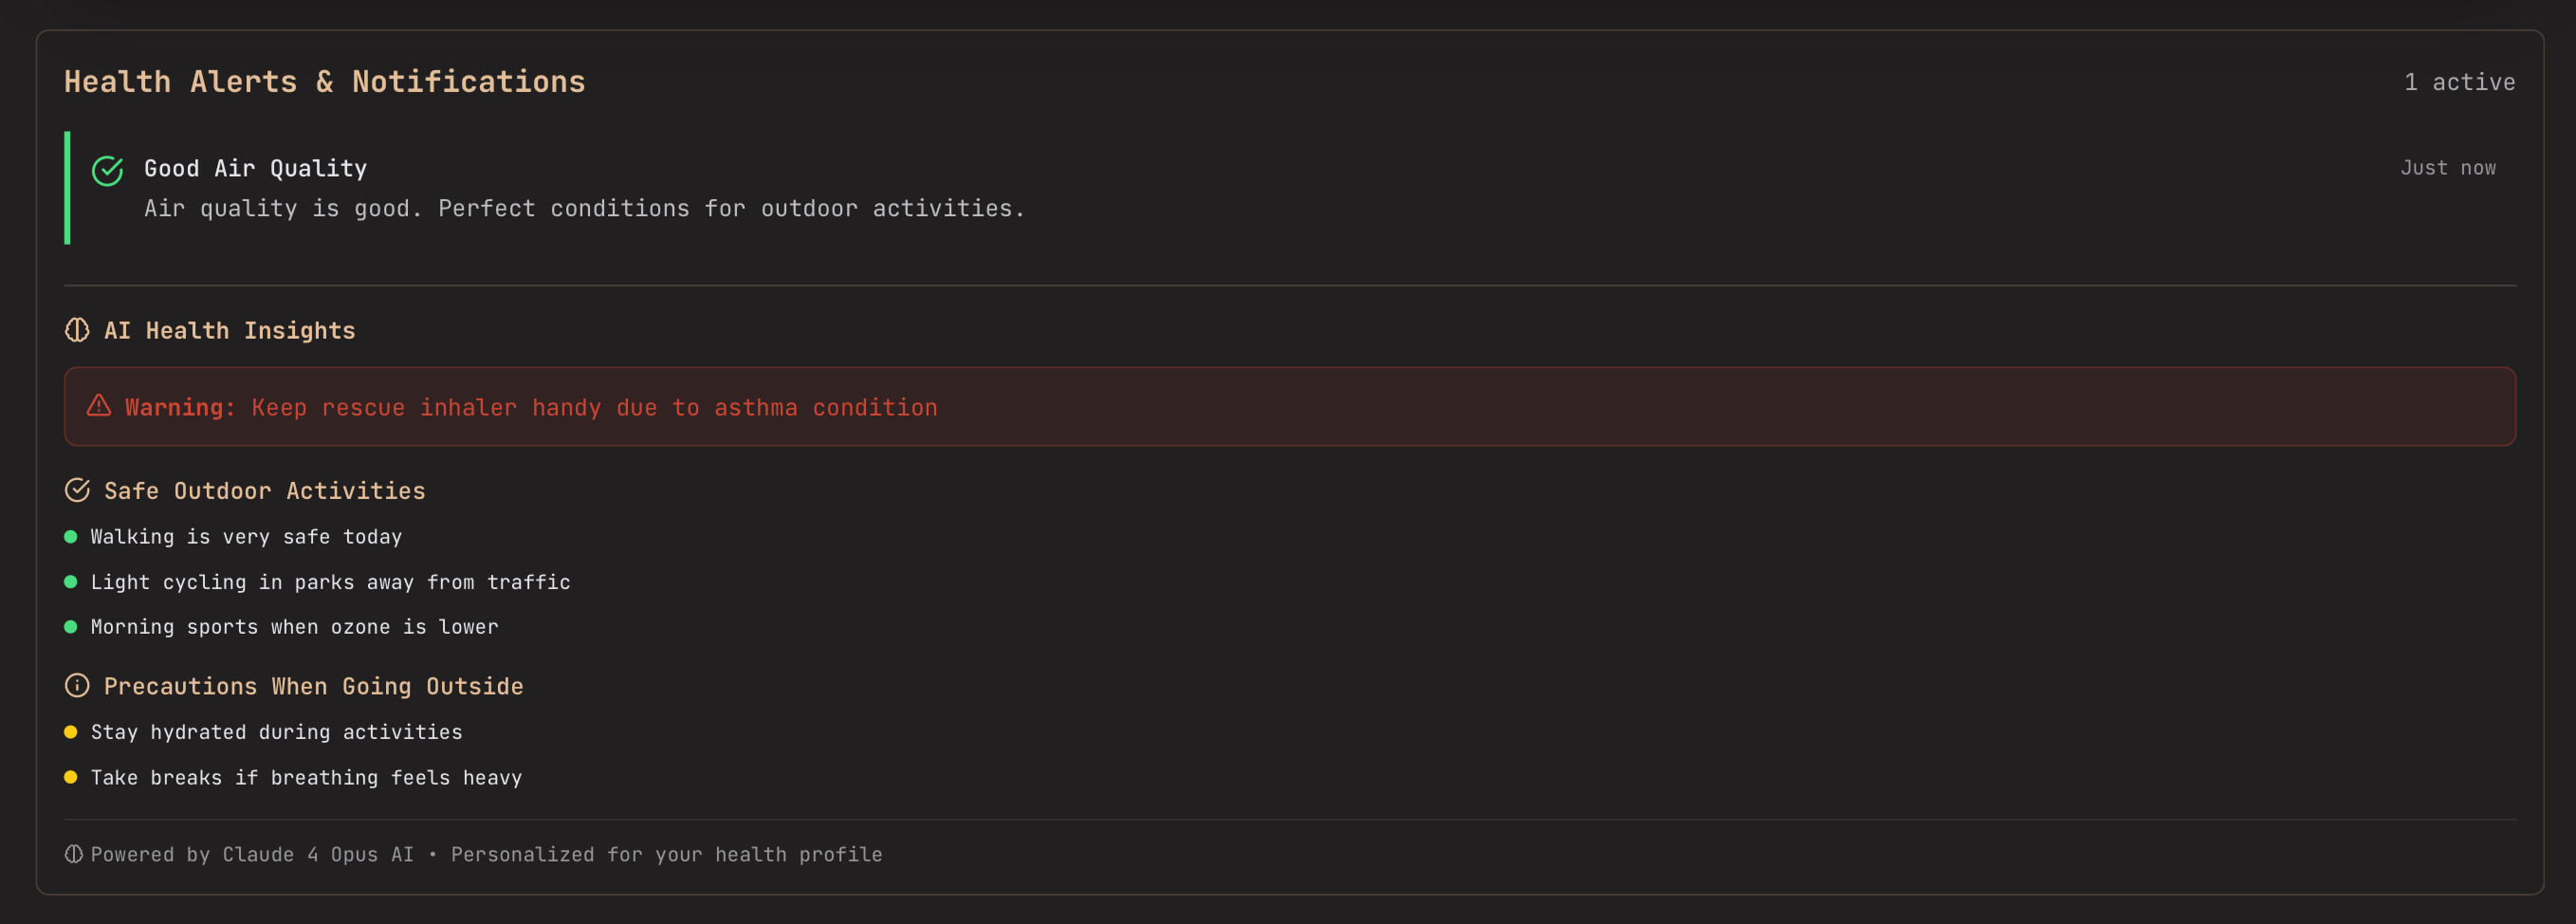 Health Alerts & Notifications
1 active
Good Air Quality
Just now
Air quality is good. Perfect conditions for outdoor activities.
AI Health Insights
Warning: Keep rescue inhaler handy due to asthma condition
Safe Outdoor Activities
Walking is very safe today
Light cycling in parks away from traffic
Morning sports when ozone is lower
Precautions When Going Outside
Stay hydrated during activities
Take breaks if breathing feels heavy
Powered by Claude 4 Opus AI • Personalized for your health profile